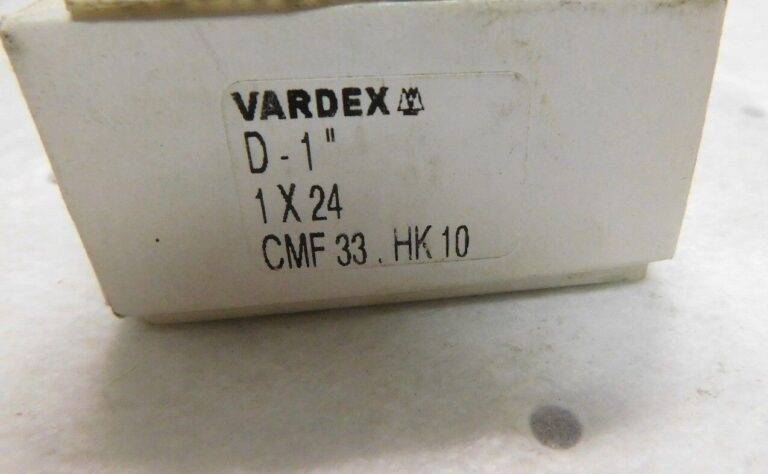 VARDEX
D - 1"
1 X 24
CMF 33 . HK 10